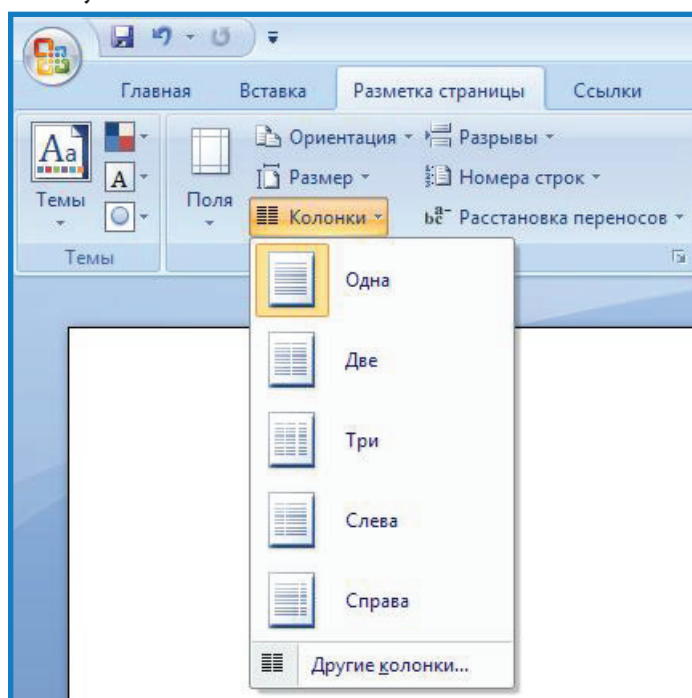 Главная Вставка Разметка страницы Ссылки
Aa
A
Темы
Поля
Ориентация
Размер
Колонки
Разрывы
Номера строк
Расстановка переносов
Темы
Одна
Две
Три
Слева
Справа
Другие колонки...